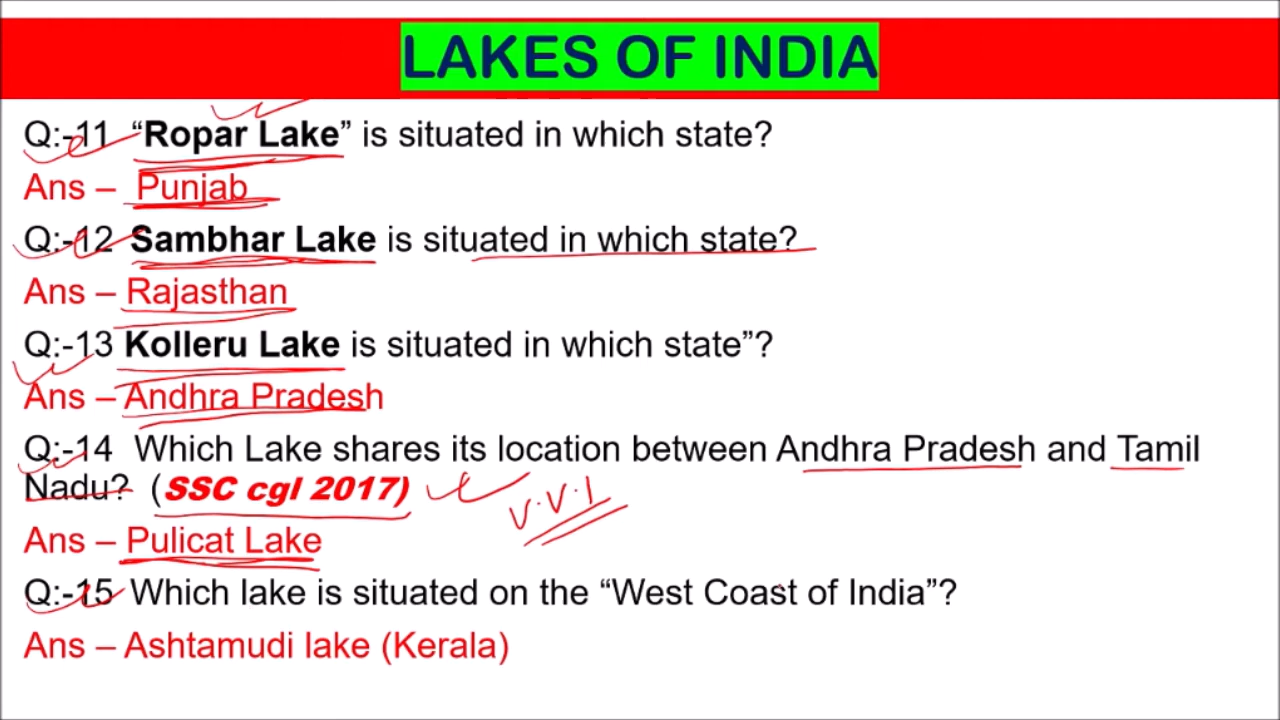 LAKES OF INDIA
Q:-11 “Ropar Lake” is situated in which state?
Ans – Punjab
Q:-12 Sambhar Lake is situated in which state?
Ans – Rajasthan
Q:-13 Kolleru Lake is situated in which state”?
Ans – Andhra Pradesh
Q:-14 Which Lake shares its location between Andhra Pradesh and Tamil
Nadu? (SSC cgl 2017) V.V.I
Ans – Pulicat Lake
Q:-15 Which lake is situated on the “West Coast of India”?
Ans – Ashtamudi lake (Kerala)